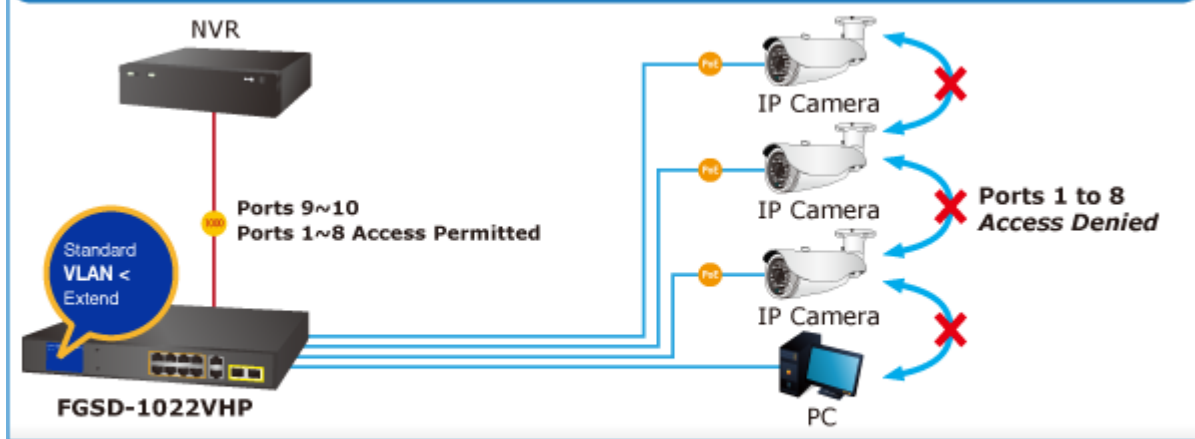 NVR
Ports 9~10
Ports 1~8 Access Permitted
Standard
VLAN <
Extend
FGSD-1022VHP
1000
PoE
IP Camera
PoE
IP Camera
PoE
IP Camera
PC
Ports 1 to 8
Access Denied